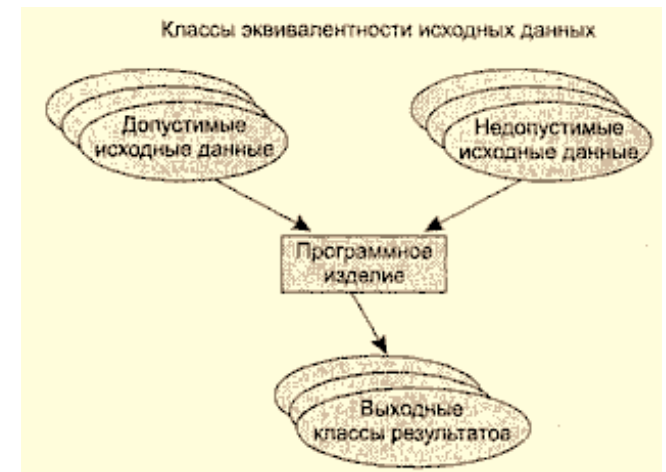 Классы эквивалентности исходных данных
Допустимые
исходные данные
Недопустимые
исходные данные
Программное
изделие
Выходные
классы результатов